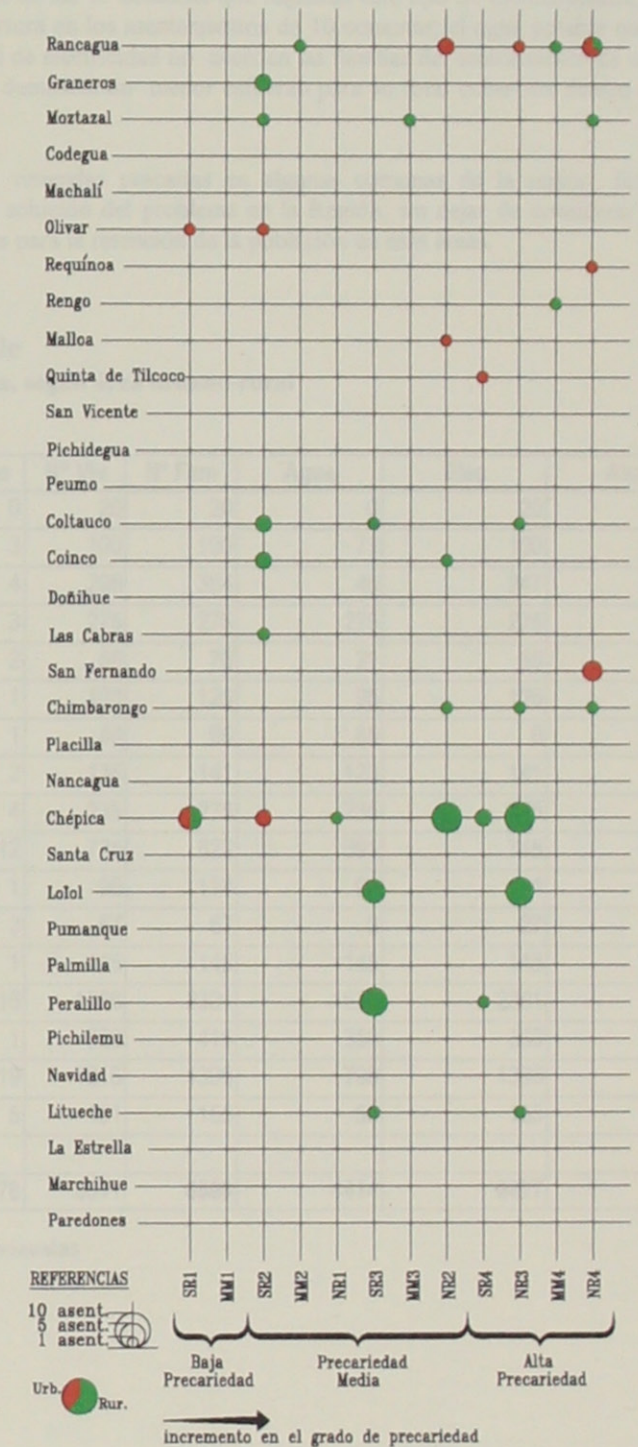 Rancagua
Graneros
Moztazal
Codegua
Machalí
Olivar
Requínoa
Rengo
Malloa
Quinta de Tilcoco
San Vicente
Pichidegua
Peumo
Coltauco
Coinco
Doñihue
Las Cabras
San Fernando
Chimbarongo
Placilla
Nancagua
Chépica
Santa Cruz
Lolol
Pumanque
Palmilla
Peralillo
Pichilemu
Navidad
Litueche
La Estrella
Marchihue
Paredones
SR1 MM1 SR2 MM2 NR1 SR3 MM3 NR2 SR4 NR3 MM4 NR4
REFERENCIAS
10 asent.
5 asent.
1 asent.
Baja Precariedad
Precariedad Media
Alta Precariedad
Urb.
Rur.
incremento en el grado de precariedad